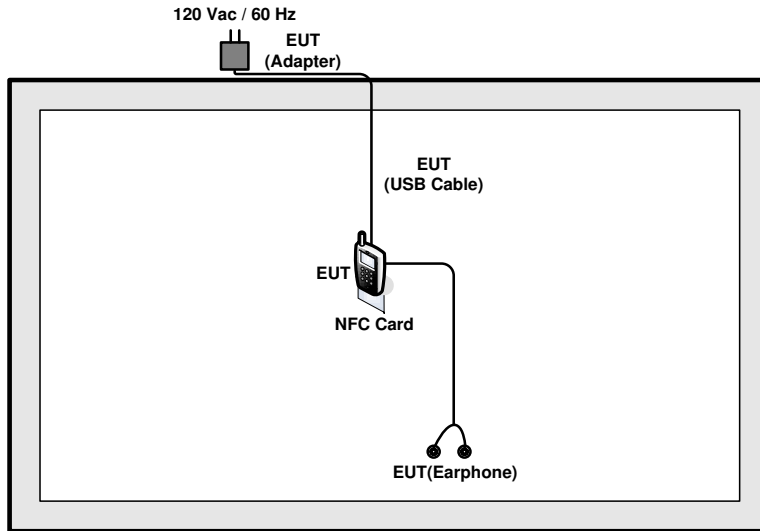 120 Vac / 60 Hz
EUT
(Adapter)
EUT
(USB Cable)
EUT
NFC Card
EUT(Earphone)